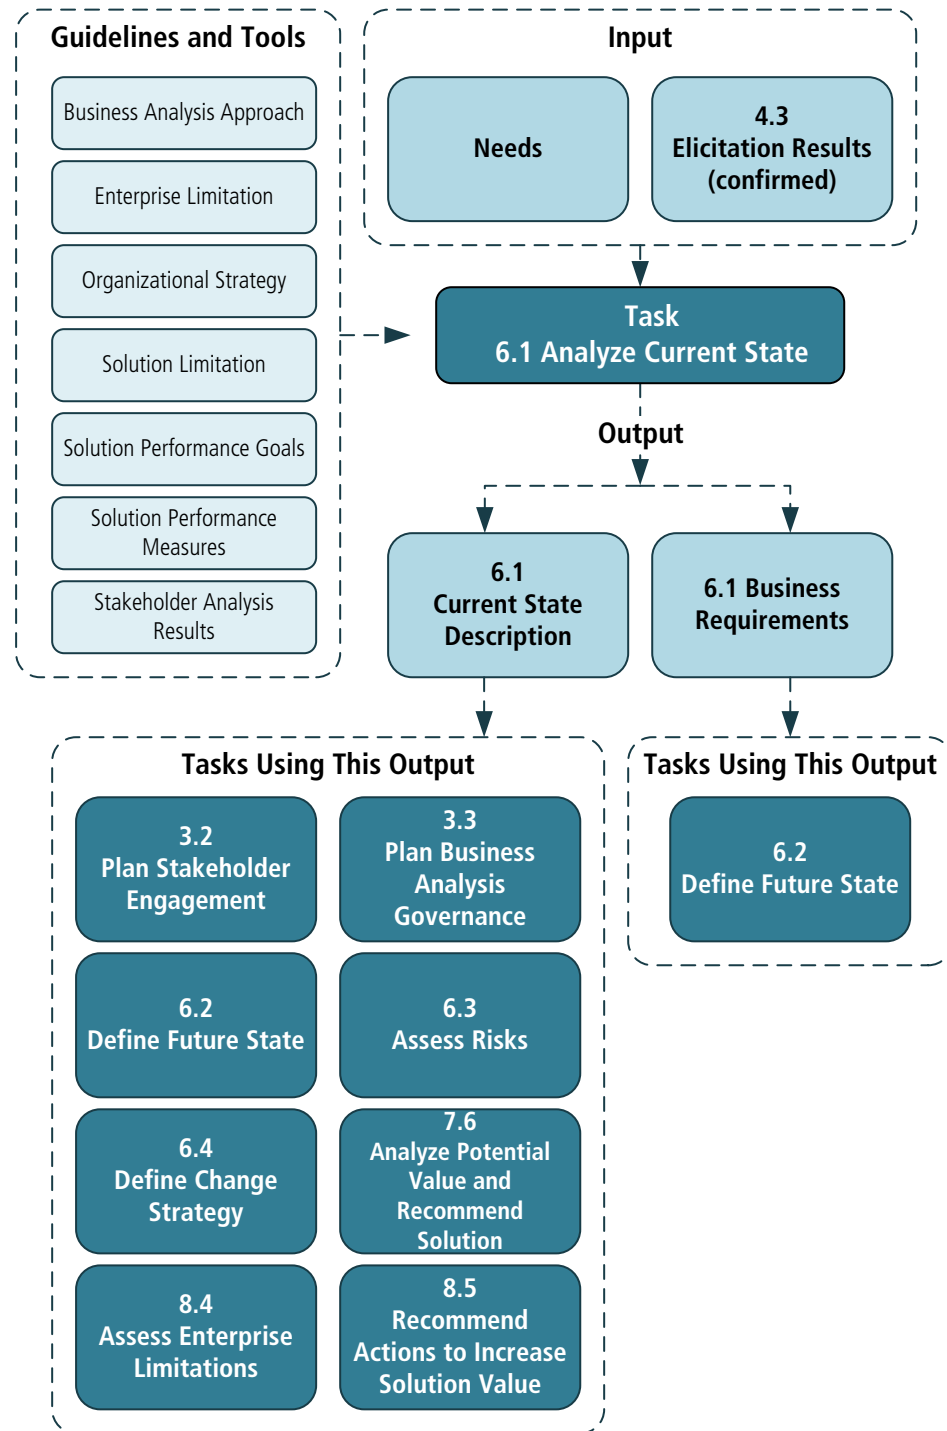 Guidelines and Tools
Business Analysis Approach
Enterprise Limitation
Organizational Strategy
Solution Limitation
Solution Performance Goals
Solution Performance
Measures
Stakeholder Analysis
Results
Input
Needs
4.3
Elicitation Results
(confirmed)
Task
6.1 Analyze Current State
Output
6.1
Current State
Description
6.1 Business
Requirements
Tasks Using This Output
3.2
Plan Stakeholder
Engagement
3.3
Plan Business
Analysis
Governance
6.2
Define Future State
6.3
Assess Risks
6.4
Define Change
Strategy
7.6
Analyze Potential
Value and
Recommend
Solution
8.4
Assess Enterprise
Limitations
8.5
Recommend
Actions to Increase
Solution Value
Tasks Using This Output
6.2
Define Future State